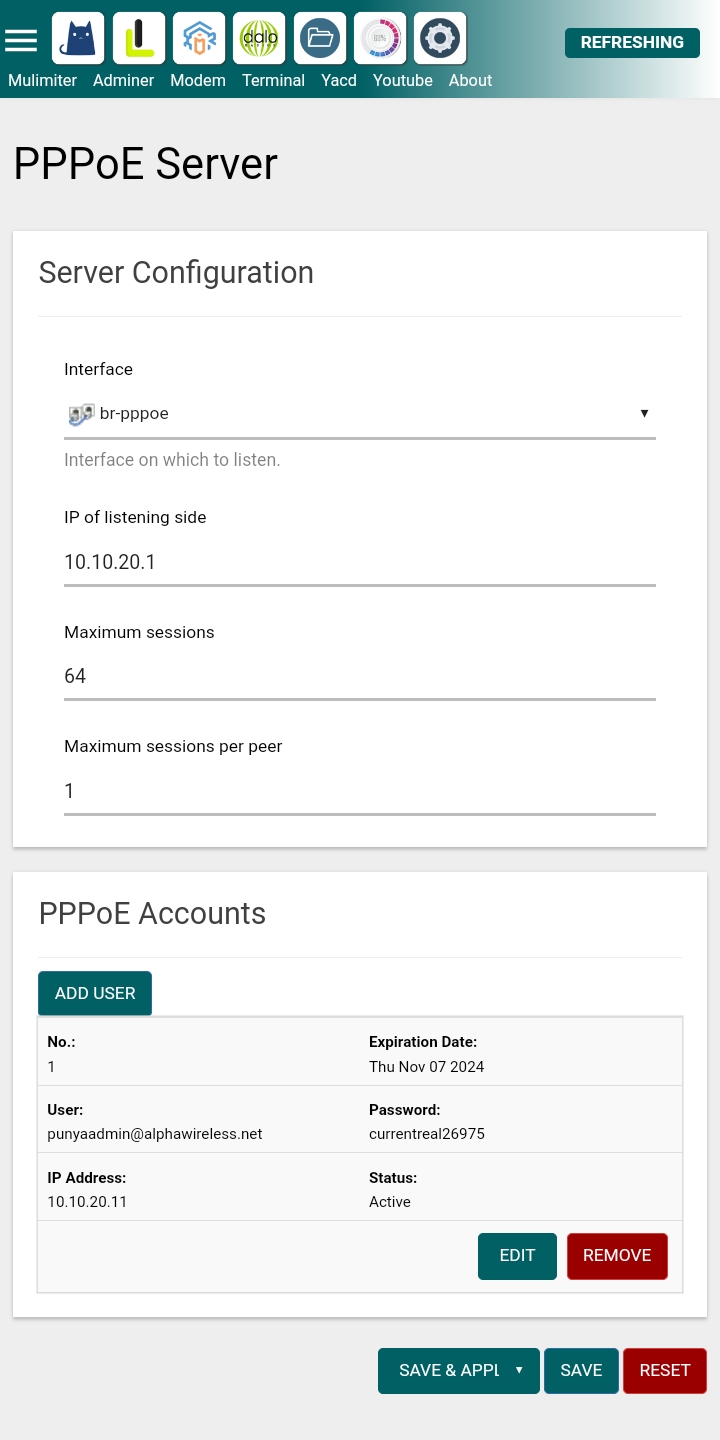 dalo
REFRESHING
Mulimiter Adminer Modem Terminal Yacd Youtube About
PPPoE Server
Server Configuration
Interface
br-pppoe ▼
Interface on which to listen.
IP of listening side
10.10.20.1
Maximum sessions
64
Maximum sessions per peer
1
PPPoE Accounts
ADD USER
No.: Expiration Date:
1 Thu Nov 07 2024
User: Password:
punyaadmin@alphawireless.net currentreal26975
IP Address: Status:
10.10.20.11 Active
EDIT REMOVE
SAVE & APPL ▼ SAVE RESET